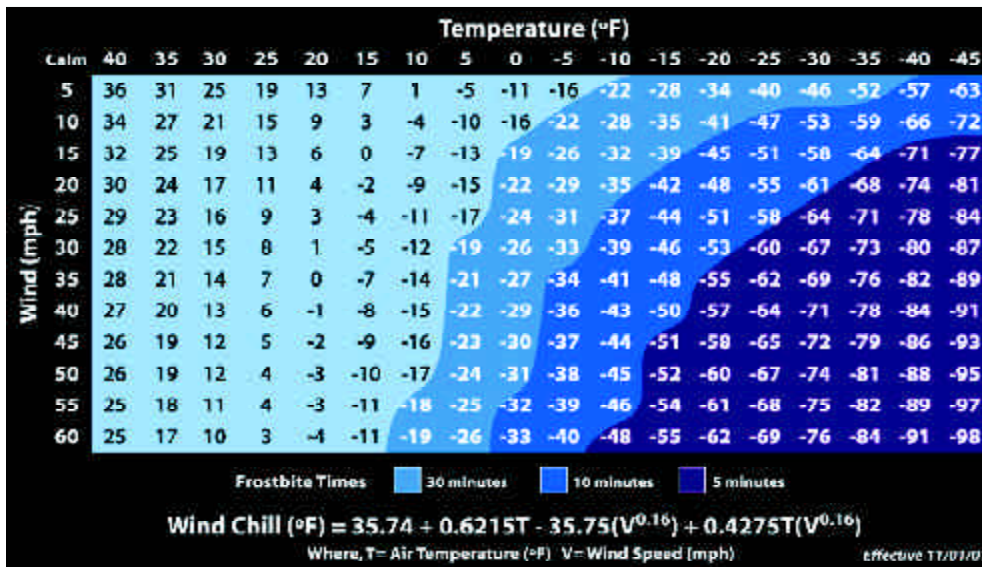 Temperature (ºF)
Calm 40 35 30 25 20 15 10 5 0 -5 -10 -15 -20 -25 -30 -35 -40 -45
5 36 31 25 19 13 7 1 -5 -11 -16 -22 -28 -34 -40 -46 -52 -57 -63
10 34 27 21 15 9 3 -4 -10 -16 -22 -28 -35 -41 -47 -53 -59 -66 -72
15 32 25 19 13 6 0 -7 -13 -19 -26 -32 -39 -45 -51 -58 -64 -71 -77
20 30 24 17 11 4 -2 -9 -15 -22 -29 -35 -42 -48 -55 -61 -68 -74 -81
25 29 23 16 9 3 -4 -11 -17 -24 -31 -37 -44 -51 -58 -64 -71 -78 -84
30 28 22 15 8 1 -5 -12 -19 -26 -33 -39 -46 -53 -60 -67 -73 -80 -87
35 28 21 14 7 0 -7 -14 -21 -27 -34 -41 -48 -55 -62 -69 -76 -82 -89
40 27 20 13 6 -1 -8 -15 -22 -29 -36 -43 -50 -57 -64 -71 -78 -84 -91
45 26 19 12 5 -2 -9 -16 -23 -30 -37 -44 -51 -58 -65 -72 -79 -86 -93
50 26 19 12 4 -3 -10 -17 -24 -31 -38 -45 -52 -60 -67 -74 -81 -88 -95
55 25 18 11 4 -3 -11 -18 -25 -32 -39 -46 -54 -61 -68 -75 -82 -89 -97
60 25 17 10 3 -4 -11 -19 -26 -33 -40 -48 -55 -62 -69 -76 -84 -91 -98
Wind (mph)
Frostbite Times 30 minutes 10 minutes 5 minutes
Wind Chill (ºF) = 35.74 + 0.6215T - 35.75(V^0.16) + 0.4275T(V^0.16)
Where, T= Air Temperature (ºF) V= Wind Speed (mph)
Effective 11/01/0